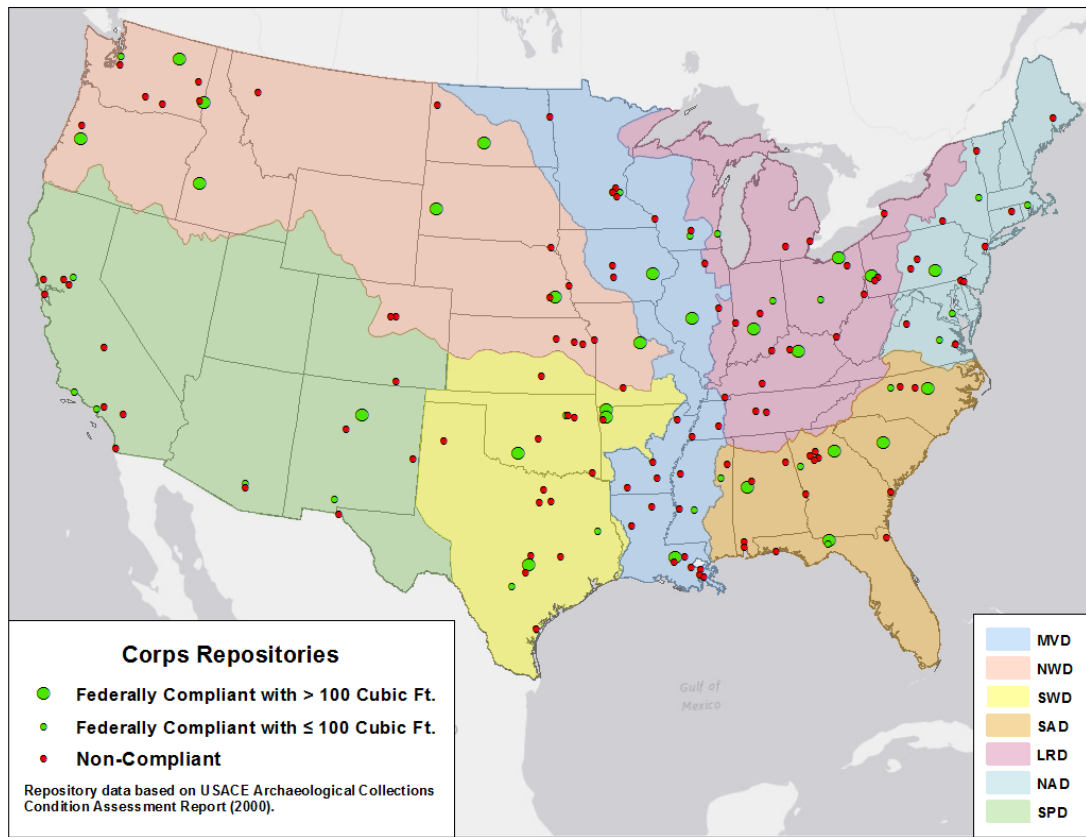 Gulf of
Mexico
Corps Repositories
Federally Compliant with > 100 Cubic Ft.
Federally Compliant with ≤ 100 Cubic Ft.
Non-Compliant
Repository data based on USACE Archaeological Collections
Condition Assessment Report (2000).
MVD
NWD
SWD
SAD
LRD
NAD
SPD